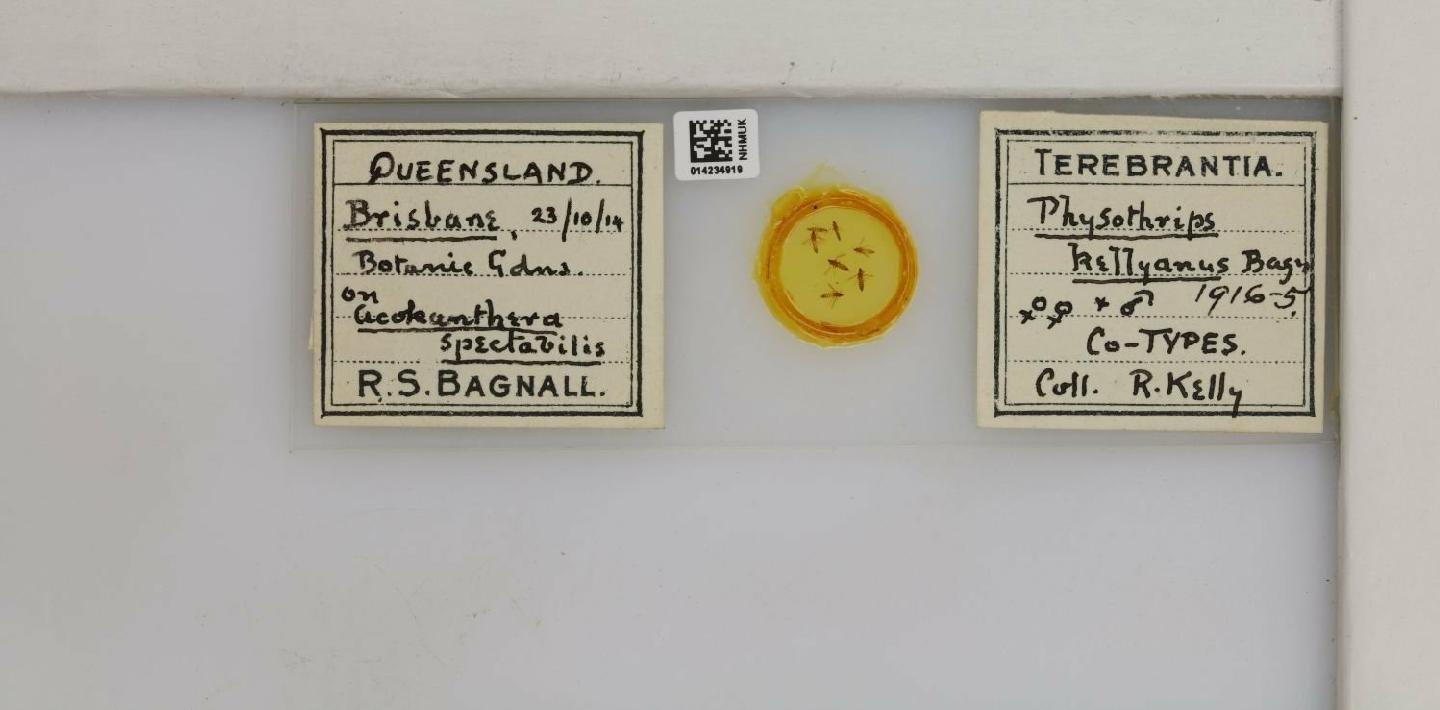 QUEENSLAND.
Brisbane, 23/10/14
Botanic Gdns.
on
acokanthera
spectabilis
R. S. BAGNALL.
NHMUK
014234919
TEREBRANTIA.
Physothrips
kellyanus Bagn
♀♀ + ♂ 1916-5
Co-TYPES.
Coll. R. Kelly